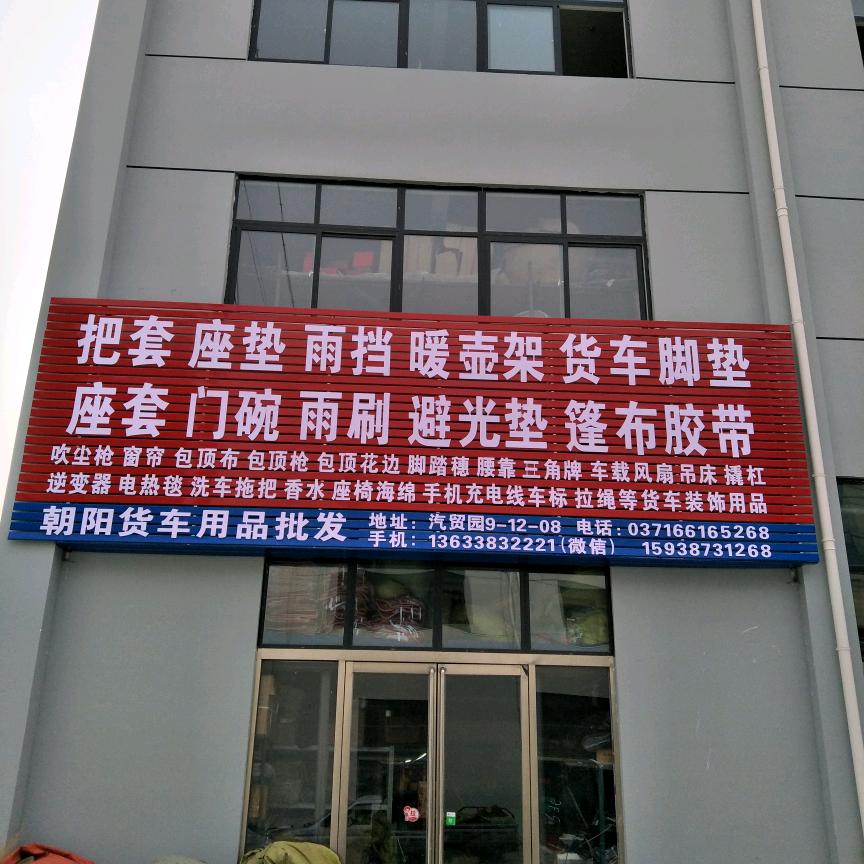 把套 座垫 雨挡 暖壶架 货车脚垫
座套 门碗 雨刷 避光垫 篷布胶带
吹尘枪 窗帘 包顶布 包顶枪 包顶花边 脚踏穗 腰靠 三角牌 车载风扇 吊床 撬杠
逆变器 电热毯 洗车拖把 香水 座椅海绵 手机充电线 车标 拉绳等货车装饰用品
朝阳货车用品批发
地址：汽贸园9-12-08 电话：037166165268
手机：13633832221(微信) 15938731268